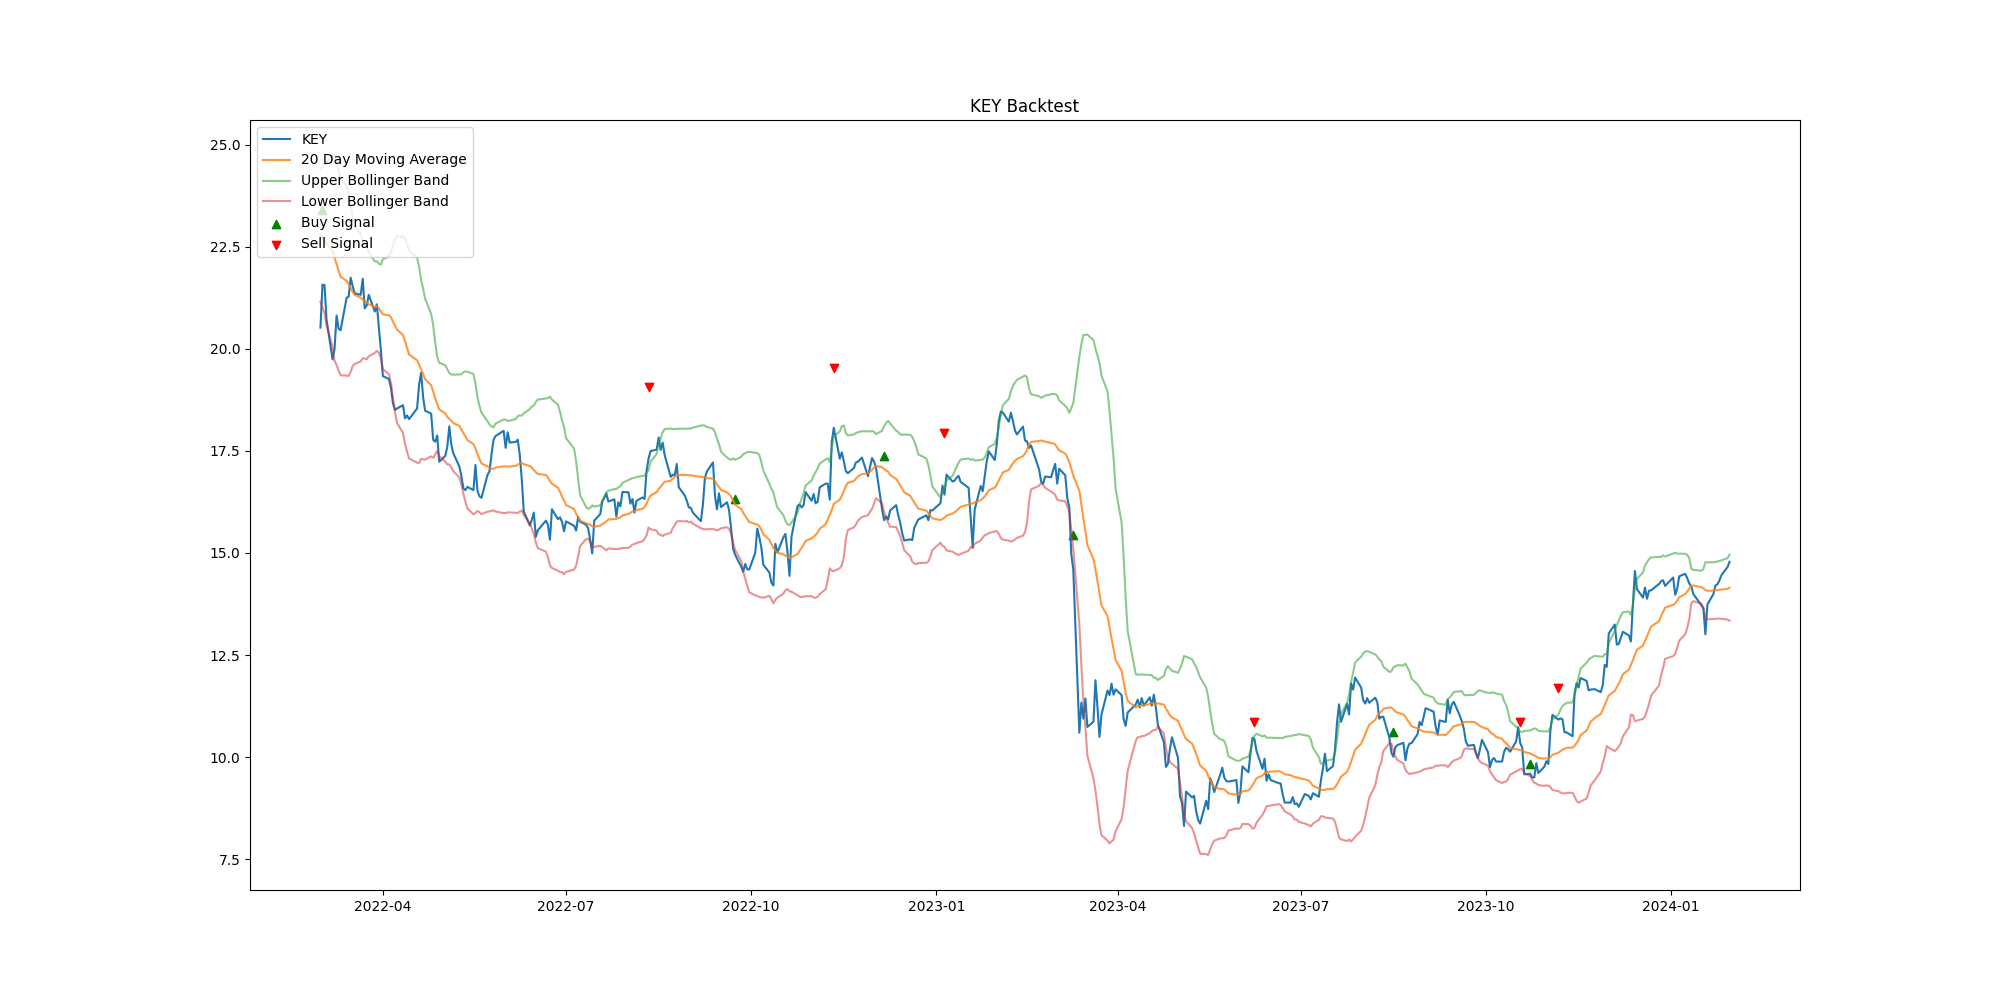 KEY Backtest
KEY
20 Day Moving Average
Upper Bollinger Band
Lower Bollinger Band
Buy Signal
Sell Signal
25.0
22.5
20.0
17.5
15.0
12.5
10.0
7.5
2022-04 2022-07 2022-10 2023-01 2023-04 2023-07 2023-10 2024-01